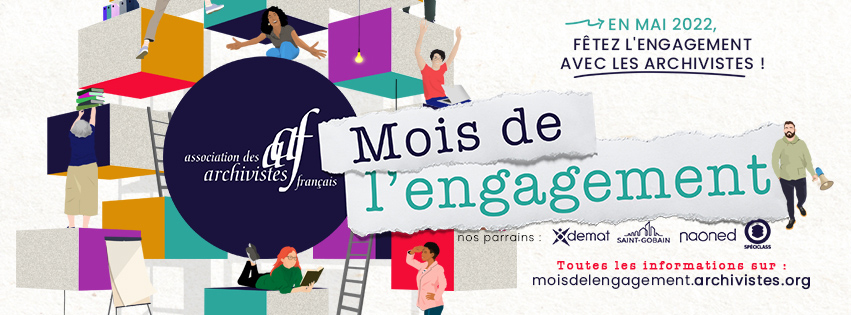 EN MAI 2022,
FÊTEZ L'ENGAGEMENT
AVEC LES ARCHIVISTES !
aaf
association des
archivistes
français
Mois de
l'engagement
nos parrains : Xdemat SAINT-GOBAIN naoned SPÉCICLASS
Toutes les informations sur :
moisdelengagement.archivistes.org